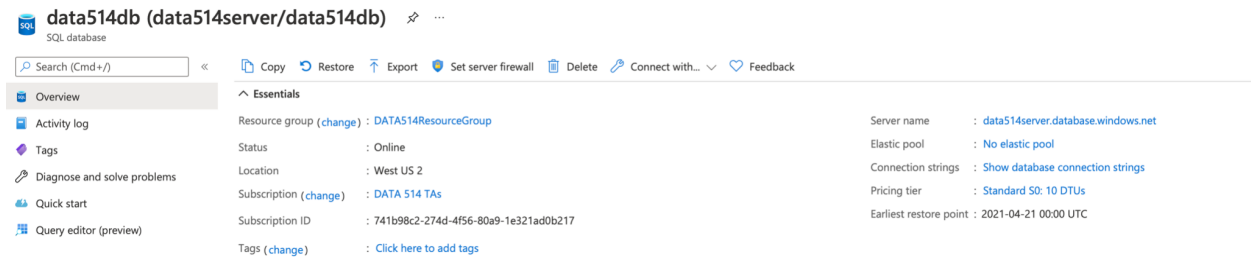 data514db (data514server/data514db)
SQL database
Search (Cmd+/)
«
Copy Restore Export Set server firewall Delete Connect with... Feedback
Overview
Activity log
Tags
Diagnose and solve problems
Quick start
Query editor (preview)
Essentials
Resource group (change) : DATA514ResourceGroup
Status : Online
Location : West US 2
Subscription (change) : DATA 514 TAs
Subscription ID : 741b98c2-274d-4f56-80a9-1e321ad0b217
Tags (change) : Click here to add tags
Server name : data514server.database.windows.net
Elastic pool : No elastic pool
Connection strings : Show database connection strings
Pricing tier : Standard S0: 10 DTUs
Earliest restore point : 2021-04-21 00:00 UTC